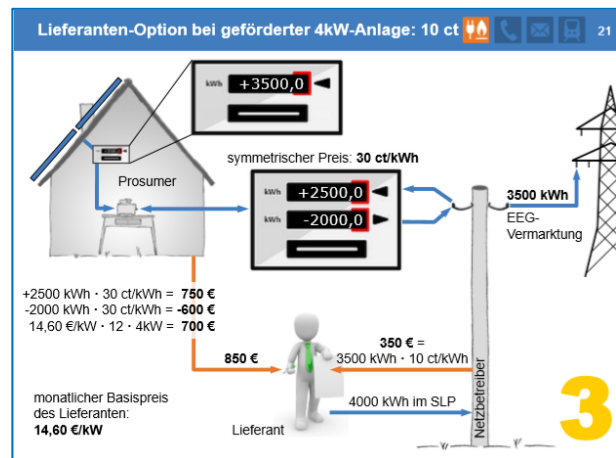 Lieferanten-Option bei geförderter 4kW-Anlage: 10 ct
21
kWh +3500,0
symmetrischer Preis: 30 ct/kWh
Prosumer
kWh +2500,0
kWh -2000,0
3500 kWh
EEG-
Vermarktung
+2500 kWh · 30 ct/kWh = 750 €
-2000 kWh · 30 ct/kWh = -600 €
14,60 €/kW · 12 · 4kW = 700 €
850 €
350 € =
3500 kWh · 10 ct/kWh
monatlicher Basispreis
des Lieferanten:
14,60 €/kW
Lieferant
4000 kWh im SLP
Netzbetreiber
3